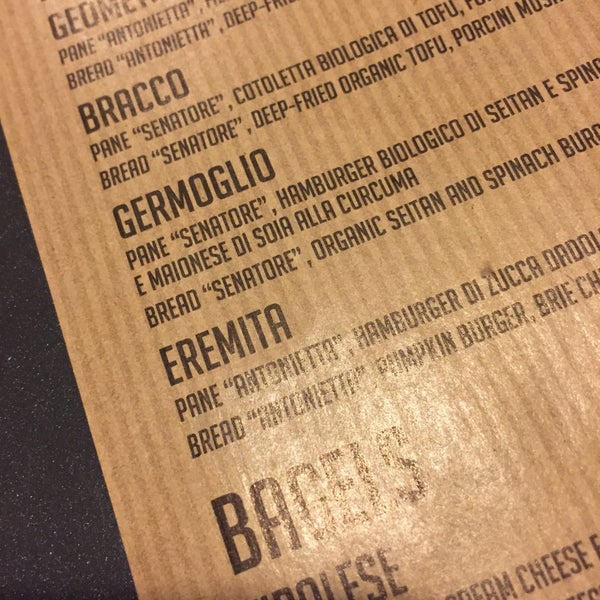 PANE "ANTONIETTA",
BREAD "ANTONIETTA", DEEP-FRIED
BRACCO
PANE "SENATORE", COTOLETTA BIOLOGICA DI TOFU,
BREAD "SENATORE", DEEP-FRIED ORGANIC TOFU, PORCINI
GERMOGLIO
PANE "SENATORE", HAMBURGER BIOLOGICO DI SEITAN E
E MAIONESE DI SOIA ALLA CURCUMA
BREAD "SENATORE", ORGANIC SEITAN AND SPINACH
EREMITA
PANE "ANTONIETTA", HAMBURGER DI ZUCCA
BREAD "ANTONIETTA", PUMPKIN BURGER, BRIE
BAGELS
CREAM CHEESE